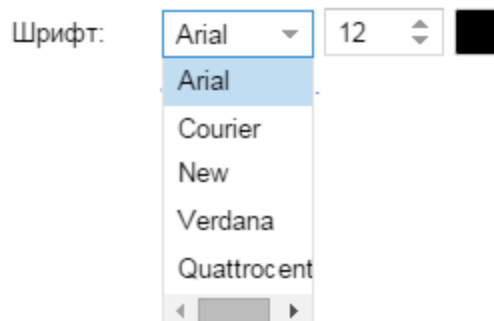 Шрифт: Arial 12
Arial
Courier
New
Verdana
Quattrocent